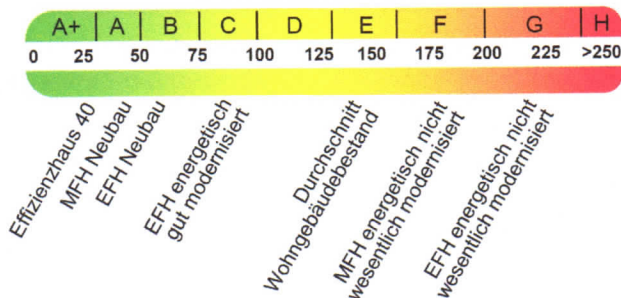 A+ A B C D E F G H
0 25 50 75 100 125 150 175 200 225 >250
Effizienzhaus 40
MFH Neubau
EFH Neubau
EFH energetisch
gut modernisiert
Durchschnitt
Wohngebäudebestand
MFH energetisch nicht
wesentlich modernisiert
EFH energetisch nicht
wesentlich modernisiert